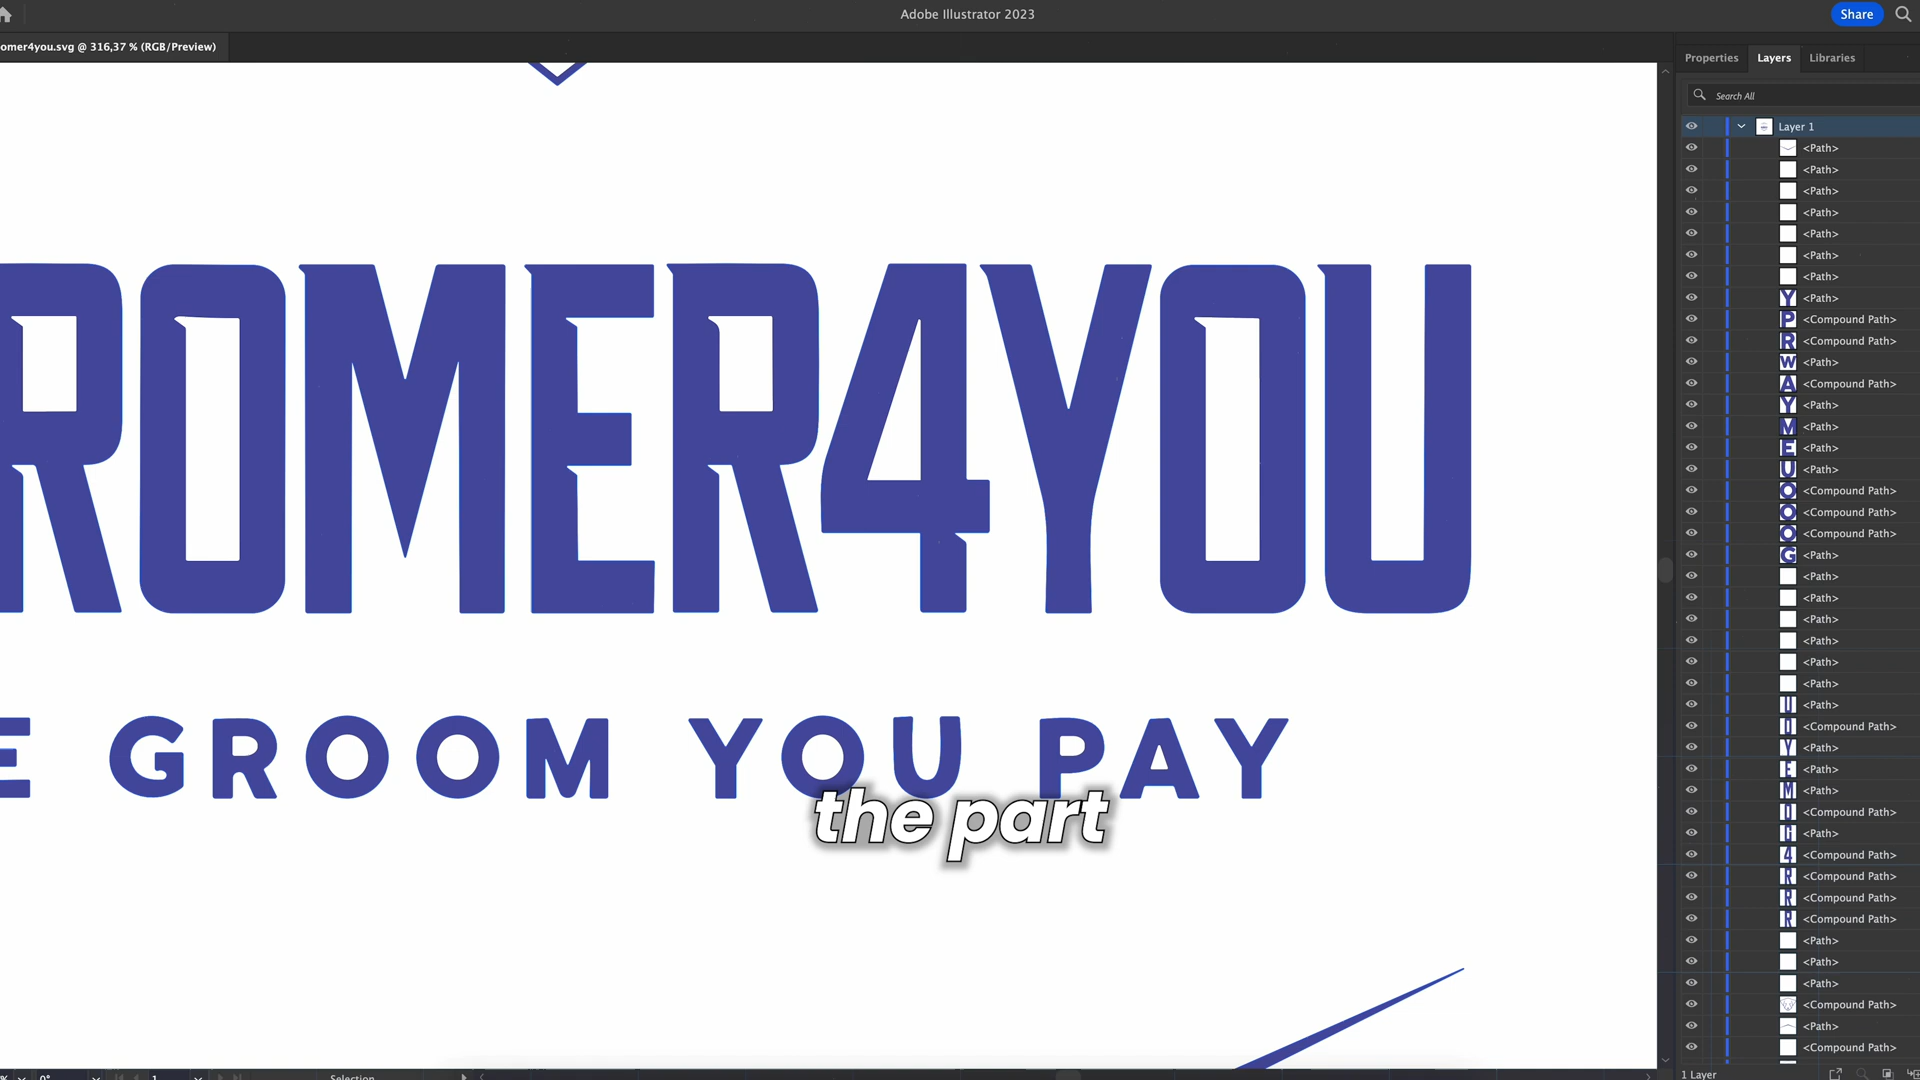 Adobe Illustrator 2023
Share
omer4you.svg @ 316,37 % (RGB/Preview)
Properties Layers Libraries
Search All
Layer 1
<Path>
<Path>
<Path>
<Path>
<Path>
<Path>
<Path>
<Path>
<Compound Path>
<Compound Path>
<Path>
<Compound Path>
<Path>
<Path>
<Path>
<Path>
<Compound Path>
<Compound Path>
<Compound Path>
<Path>
<Path>
<Path>
<Path>
<Path>
<Path>
<Path>
<Path>
<Compound Path>
<Path>
<Path>
<Path>
<Compound Path>
<Path>
<Compound Path>
<Compound Path>
<Compound Path>
<Compound Path>
<Path>
<Path>
<Path>
<Compound Path>
<Path>
<Compound Path>
ROMER4YOU
E GROOM YOU PAY
the part
% 0° 1 Selection
1 Layer